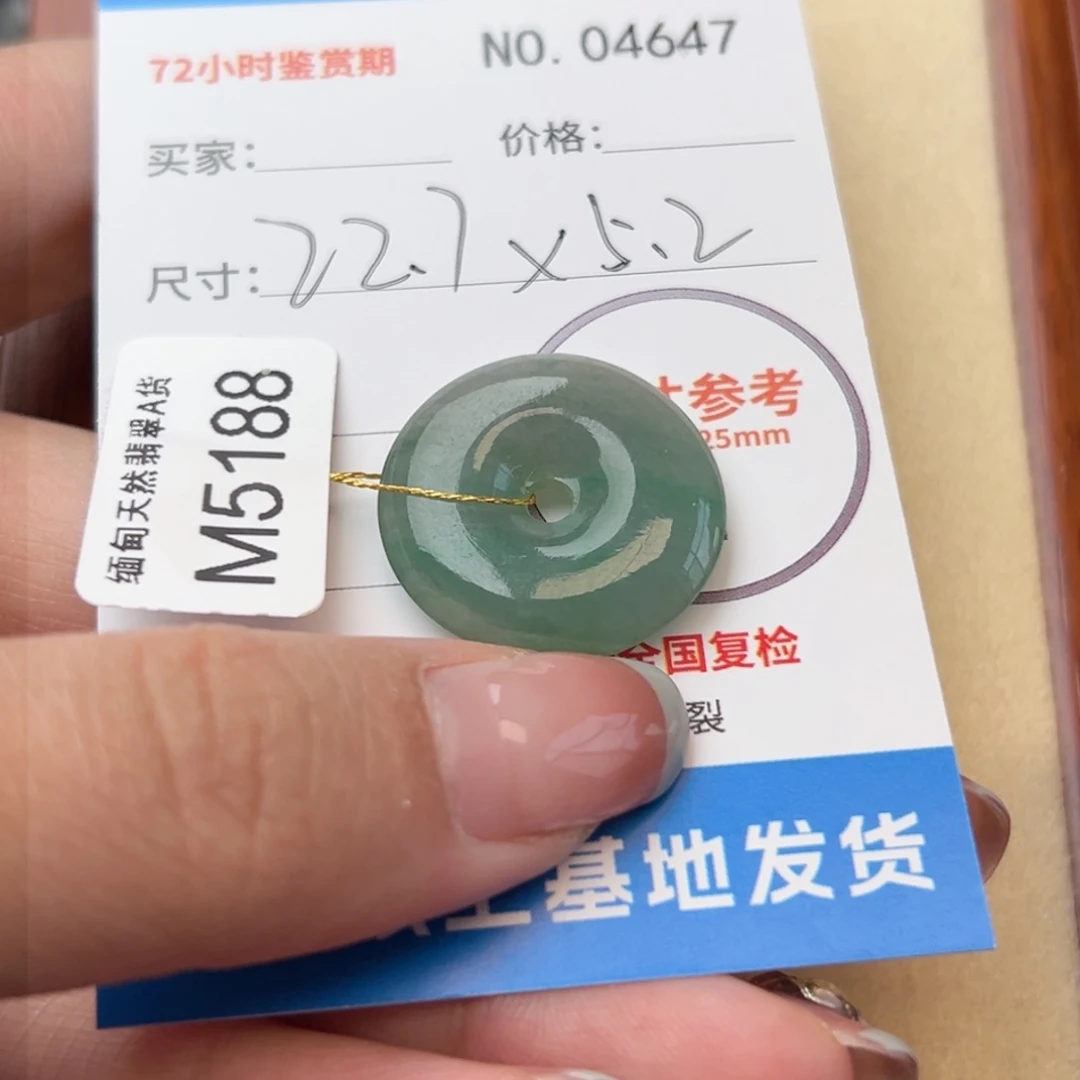 72小时鉴赏期
NO. 04647
买家：
价格：
尺寸： 22.7 x 5.2
缅甸天然翡翠A货
M5188
参考
25mm
全国复检
裂
基地发货